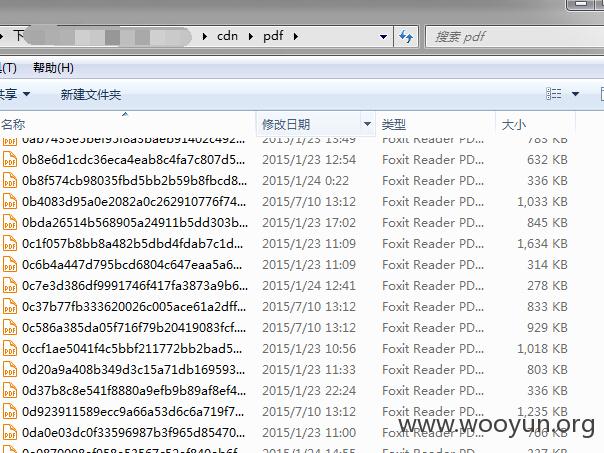 下 cdn pdf 搜索 pdf
(T) 帮助(H)
共享 新建文件夹
名称 修改日期 类型 大小
0ab7433e5bef95f8a3baeb91402c492... 2015/1/23 13:49 Foxit Reader PD... 783 KB
0b8e6d1cdc36eca4eab8c4fa7c807d5... 2015/1/23 12:54 Foxit Reader PD... 632 KB
0b8f574cb98035fbd5bb2b59b8fbcd8... 2015/1/24 0:22 Foxit Reader PD... 336 KB
0b4083d95a0e2082a0c262910776f74... 2015/7/10 13:12 Foxit Reader PD... 1,033 KB
0bda26514b568905a24911b5dd303b... 2015/1/23 17:02 Foxit Reader PD... 845 KB
0c1f057b8bb8a482b5dbd4fdab7c1d... 2015/1/23 11:09 Foxit Reader PD... 1,634 KB
0c6b4a447d795bcd6804c647eaa5a6... 2015/1/23 11:09 Foxit Reader PD... 314 KB
0c7e3d386df9991746f417fa3873a9b6... 2015/1/24 12:41 Foxit Reader PD... 278 KB
0c37b77fb333620026c005ace61a2dff... 2015/7/10 13:12 Foxit Reader PD... 833 KB
0c586a385da05f716f79b20419083fcf... 2015/7/10 13:12 Foxit Reader PD... 929 KB
0ccf1ae5041f4c5bbf211772bb2bad5... 2015/1/23 10:56 Foxit Reader PD... 1,018 KB
0d20a9a408b349d3c15a71db169593... 2015/1/23 11:33 Foxit Reader PD... 803 KB
0d37b8c8e541f8880a9efb9b89af8ef4... 2015/1/23 22:24 Foxit Reader PD... 336 KB
0d923911589ecc9a66a53d6c6a719f7... 2015/7/10 13:12 Foxit Reader PD... 1,235 KB
www.wooyun.org
0da0e03dc0f33596987b3f965d85470... 2015/1/23 11:00 Foxit Reader PD... 766 KB